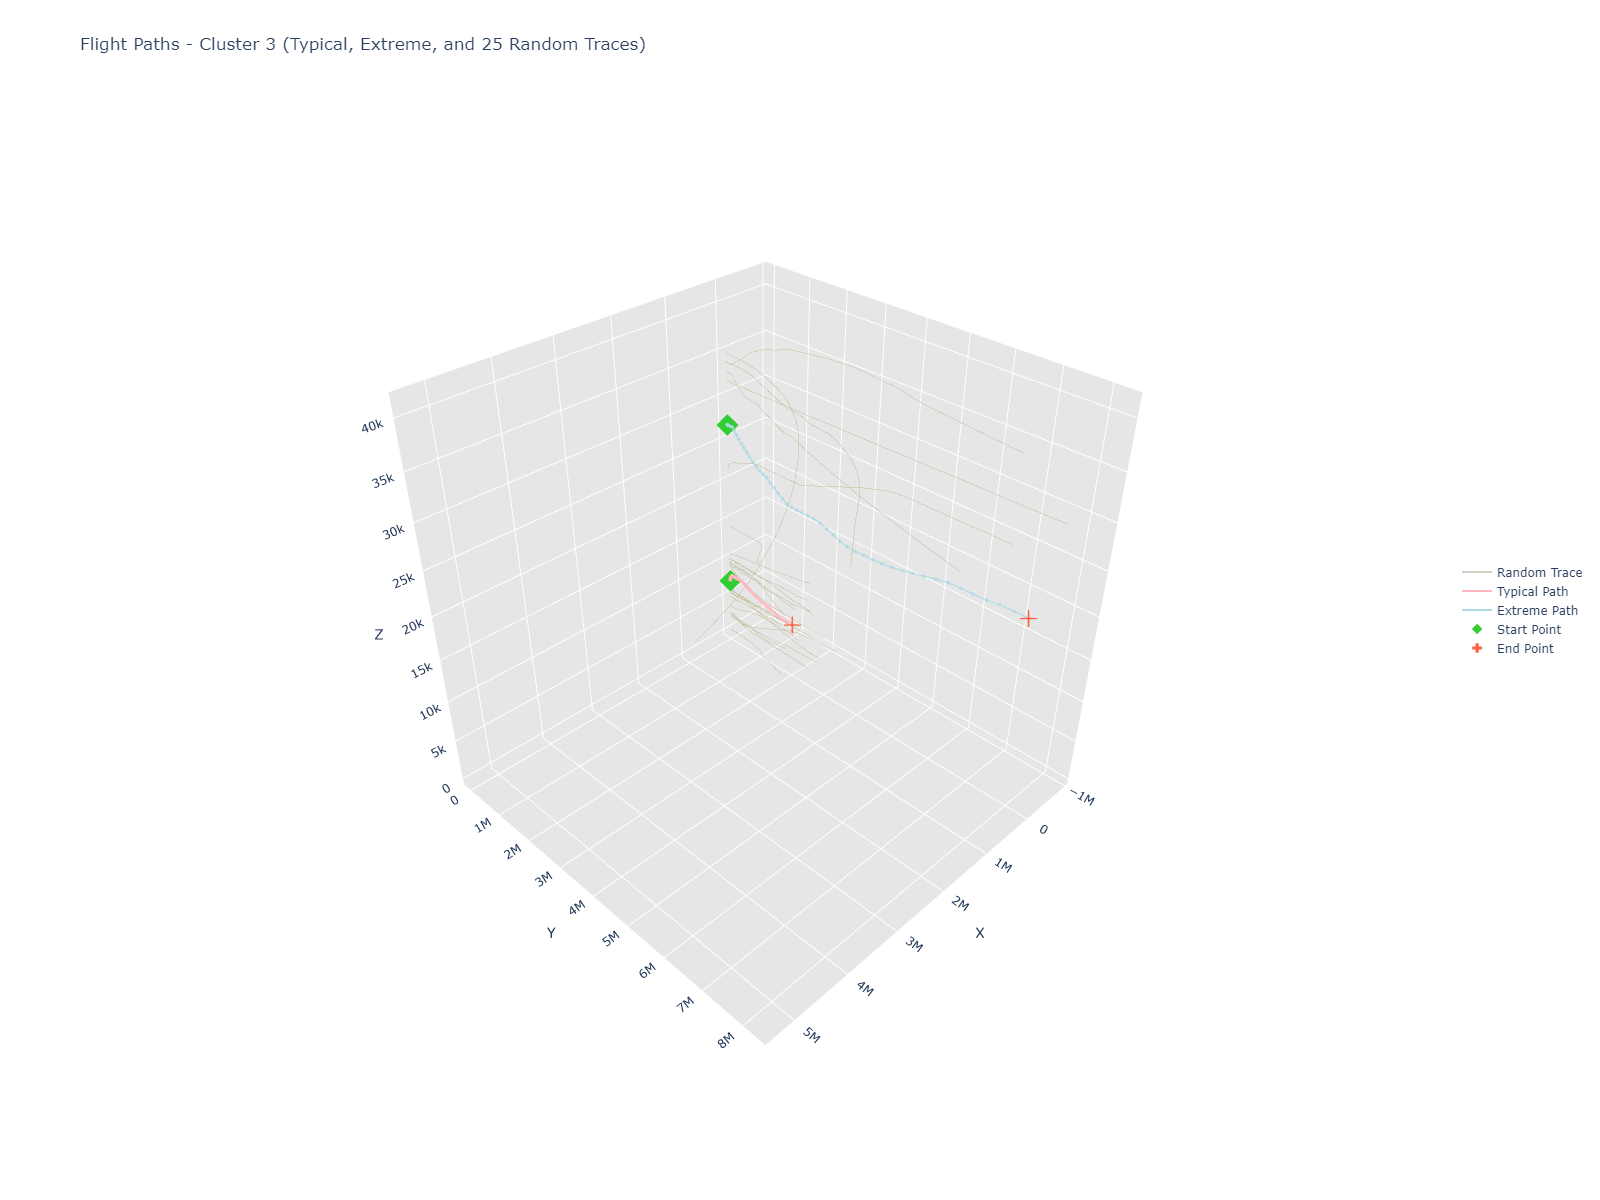 Flight Paths - Cluster 3 (Typical, Extreme, and 25 Random Traces)
40k
35k
30k
25k
20k
15k
10k
5k
0
Z
0
1M
2M
3M
4M
5M
6M
7M
8M
Y
−1M
0
1M
2M
3M
4M
5M
X
Random Trace
Typical Path
Extreme Path
Start Point
End Point